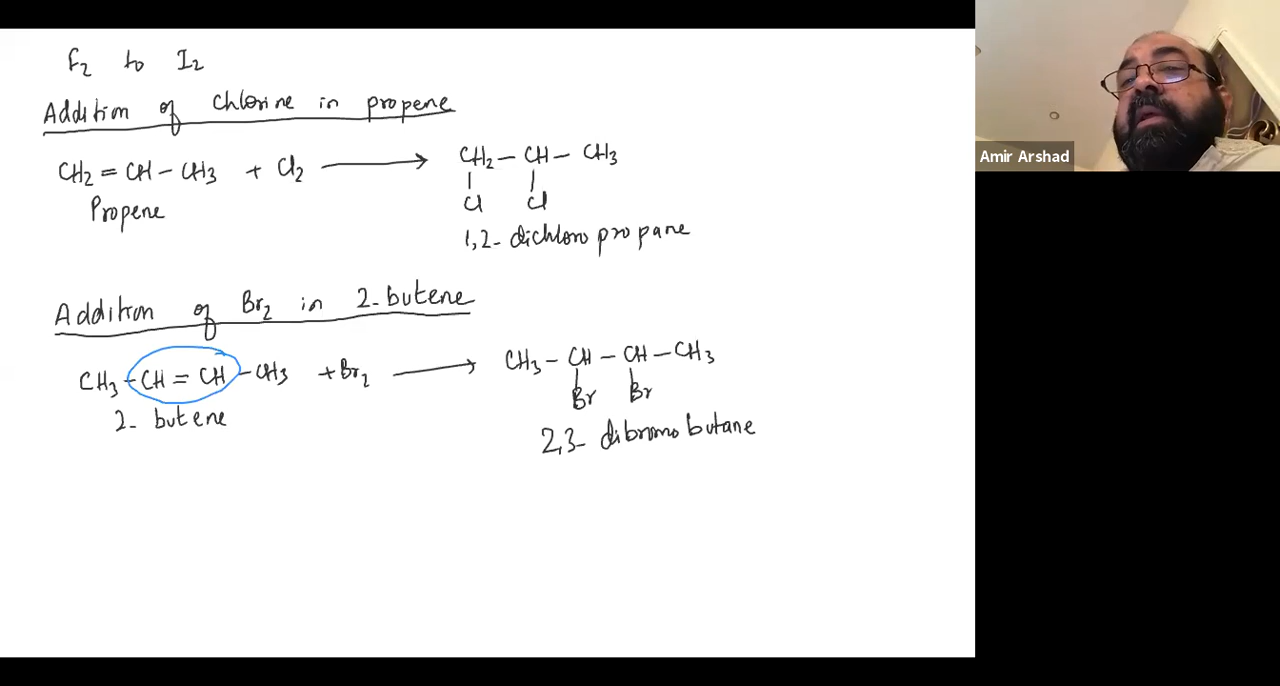 F2 to I2
Addition of Chlorine in propene
CH2 = CH – CH3 + Cl2 ⟶ CH2 – CH – CH3
| |
Cl Cl
Propene
1,2- dichloro propane
Addition of Br2 in 2-butene
CH3 – CH = CH – CH3 + Br2 ⟶ CH3 – CH – CH – CH3
| |
Br Br
2- butene
2,3- dibromo butane
Amir Arshad